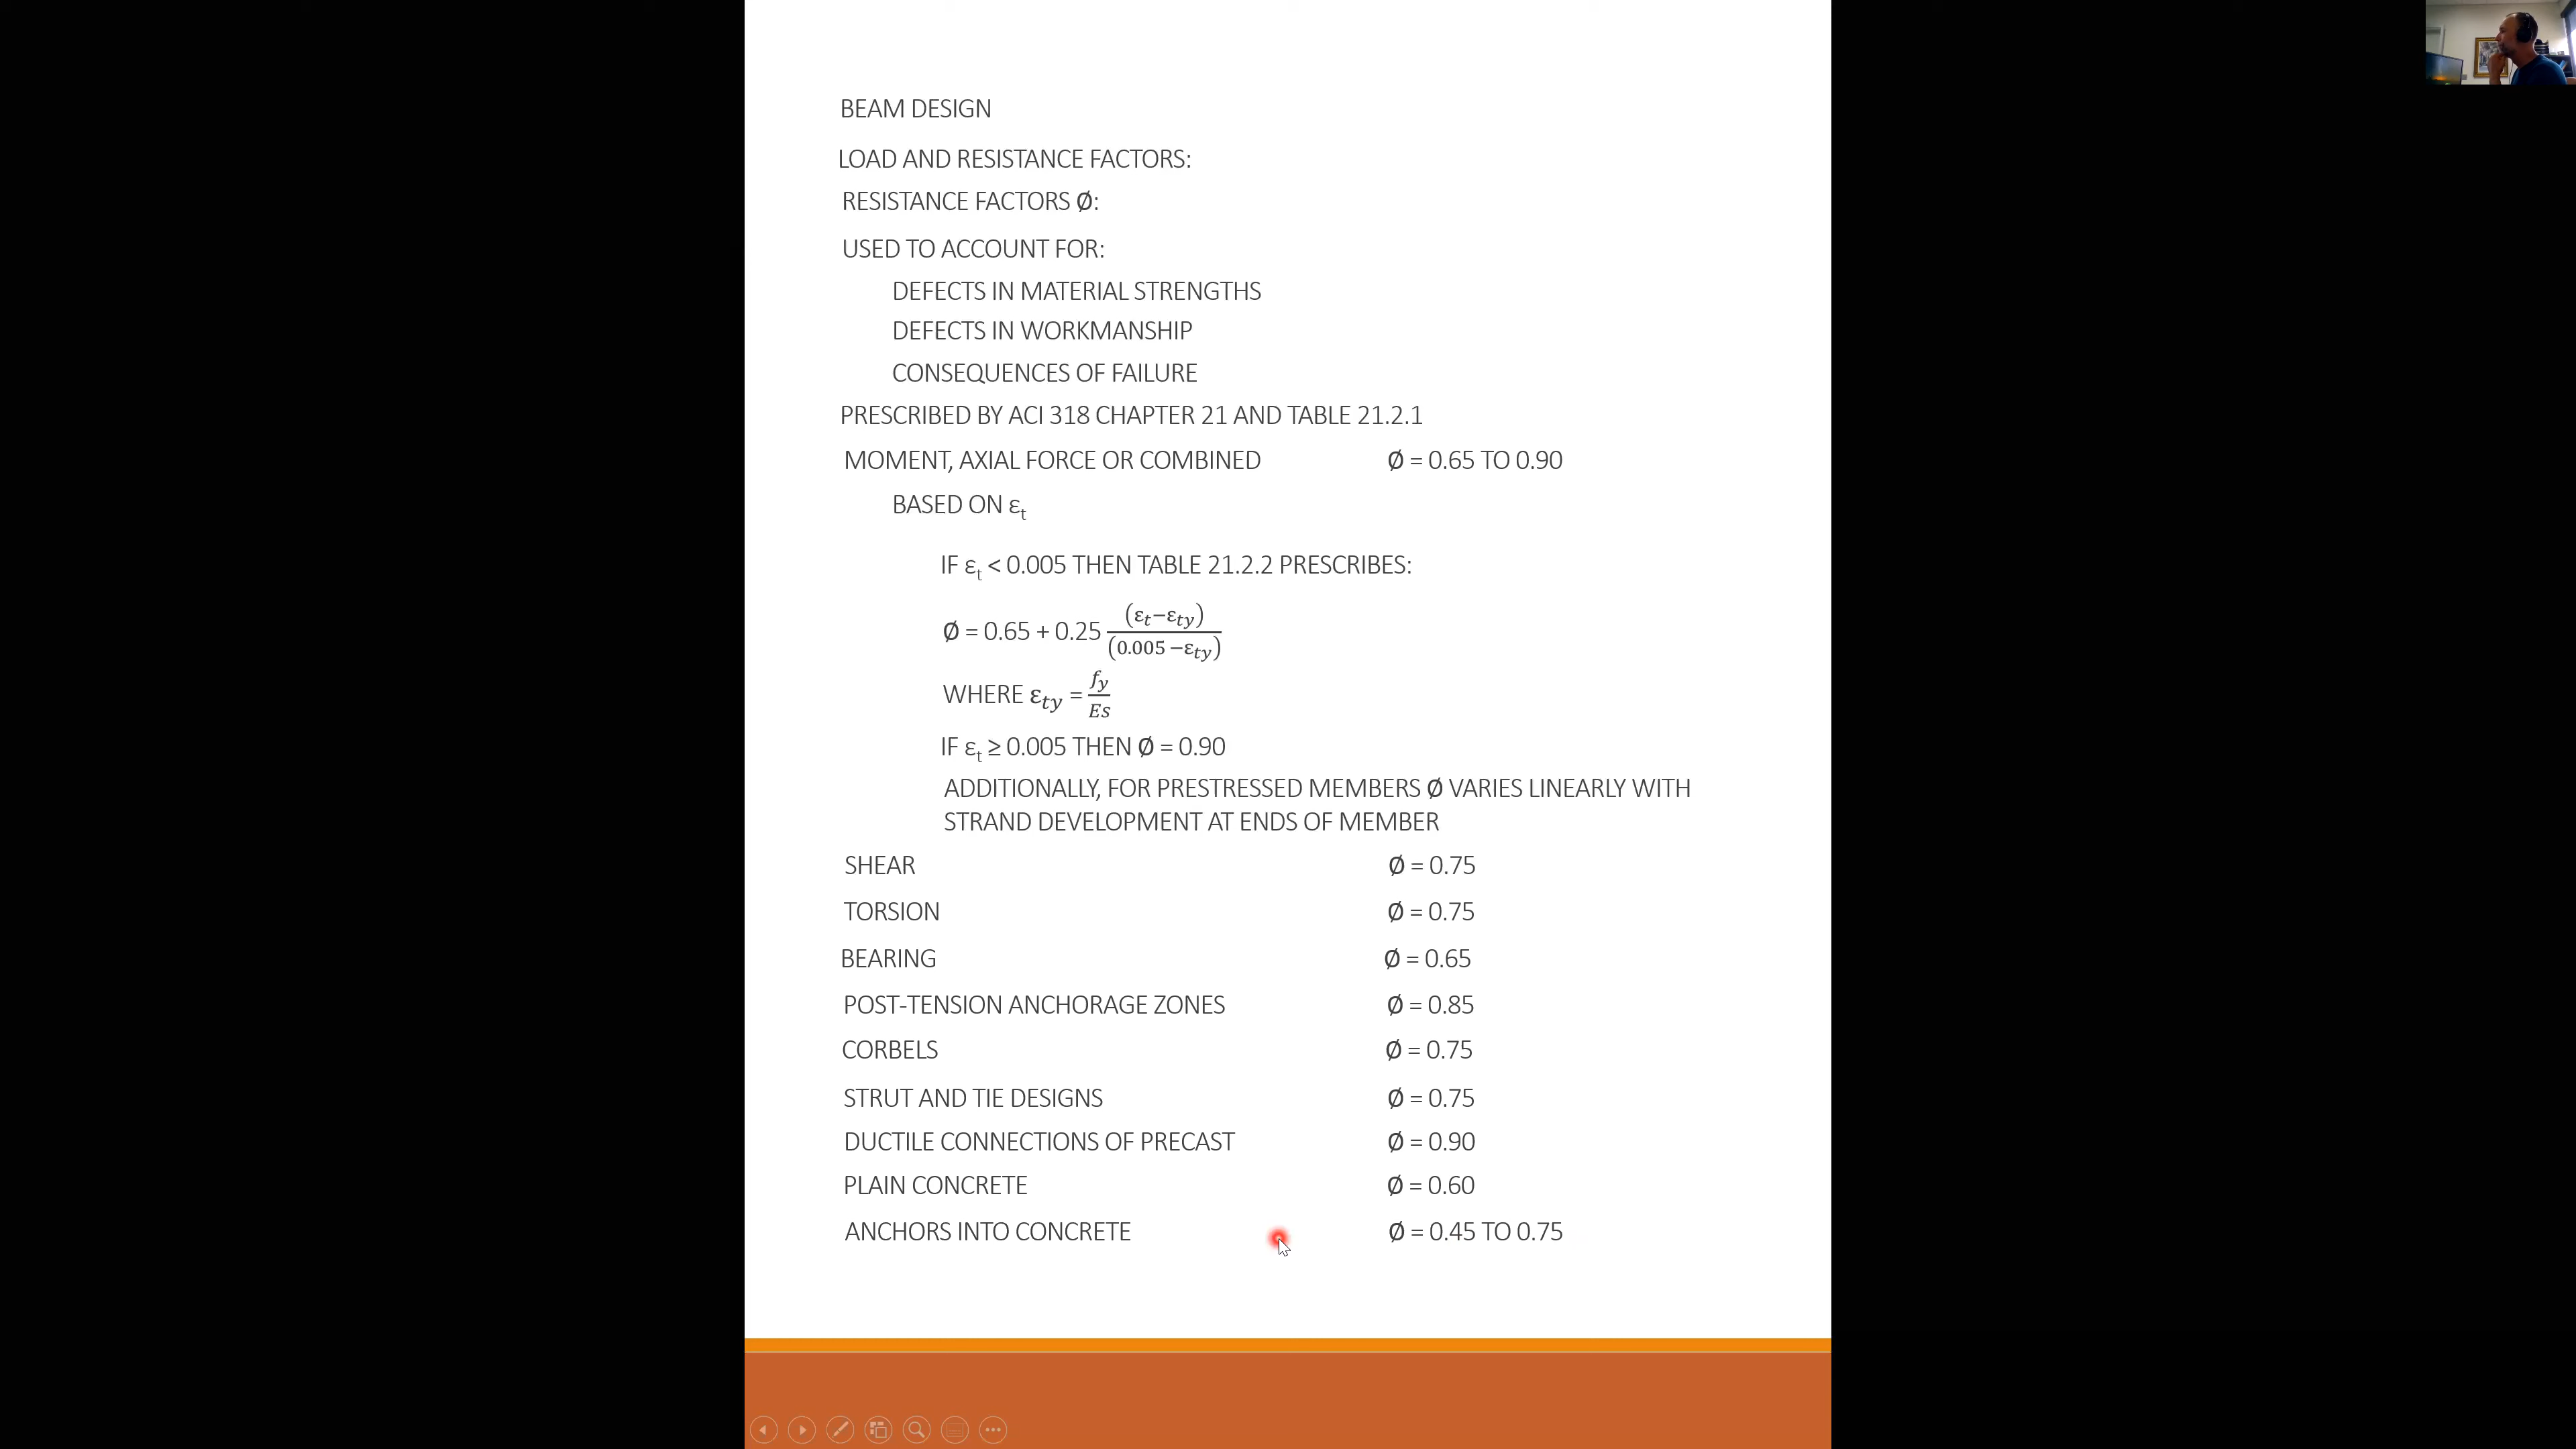 BEAM DESIGN
LOAD AND RESISTANCE FACTORS:
RESISTANCE FACTORS Ø:
USED TO ACCOUNT FOR:
DEFECTS IN MATERIAL STRENGTHS
DEFECTS IN WORKMANSHIP
CONSEQUENCES OF FAILURE
PRESCRIBED BY ACI 318 CHAPTER 21 AND TABLE 21.2.1
MOMENT, AXIAL FORCE OR COMBINED Ø = 0.65 TO 0.90
BASED ON εt
IF εt < 0.005 THEN TABLE 21.2.2 PRESCRIBES:
Ø = 0.65 + 0.25 (εt−εty)/(0.005 −εty)
WHERE εty = fy/Es
IF εt ≥ 0.005 THEN Ø = 0.90
ADDITIONALLY, FOR PRESTRESSED MEMBERS Ø VARIES LINEARLY WITH
STRAND DEVELOPMENT AT ENDS OF MEMBER
SHEAR Ø = 0.75
TORSION Ø = 0.75
BEARING Ø = 0.65
POST-TENSION ANCHORAGE ZONES Ø = 0.85
CORBELS Ø = 0.75
STRUT AND TIE DESIGNS Ø = 0.75
DUCTILE CONNECTIONS OF PRECAST Ø = 0.90
PLAIN CONCRETE Ø = 0.60
ANCHORS INTO CONCRETE Ø = 0.45 TO 0.75